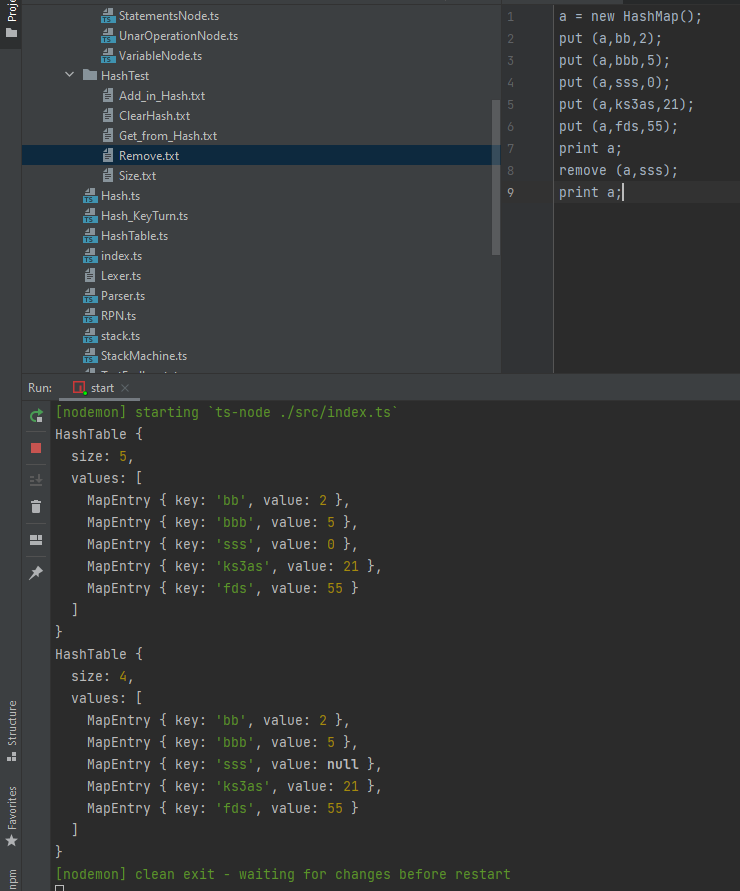 Proje
StatementsNode.ts
UnarOperationNode.ts
VariableNode.ts
HashTest
Add_in_Hash.txt
ClearHash.txt
Get_from_Hash.txt
Remove.txt
Size.txt
Hash.ts
Hash_KeyTurn.ts
HashTable.ts
index.ts
Lexer.ts
Parser.ts
RPN.ts
stack.ts
StackMachine.ts
1 a = new HashMap();
2 put (a,bb,2);
3 put (a,bbb,5);
4 put (a,sss,0);
5 put (a,ks3as,21);
6 put (a,fds,55);
7 print a;
8 remove (a,sss);
9 print a;
Run: start
[nodemon] starting `ts-node ./src/index.ts`
HashTable {
  size: 5,
  values: [
    MapEntry { key: 'bb', value: 2 },
    MapEntry { key: 'bbb', value: 5 },
    MapEntry { key: 'sss', value: 0 },
    MapEntry { key: 'ks3as', value: 21 },
    MapEntry { key: 'fds', value: 55 }
  ]
}
HashTable {
  size: 4,
  values: [
    MapEntry { key: 'bb', value: 2 },
    MapEntry { key: 'bbb', value: 5 },
    MapEntry { key: 'sss', value: null },
    MapEntry { key: 'ks3as', value: 21 },
    MapEntry { key: 'fds', value: 55 }
  ]
}
[nodemon] clean exit - waiting for changes before restart
Structure
Favorites
npm